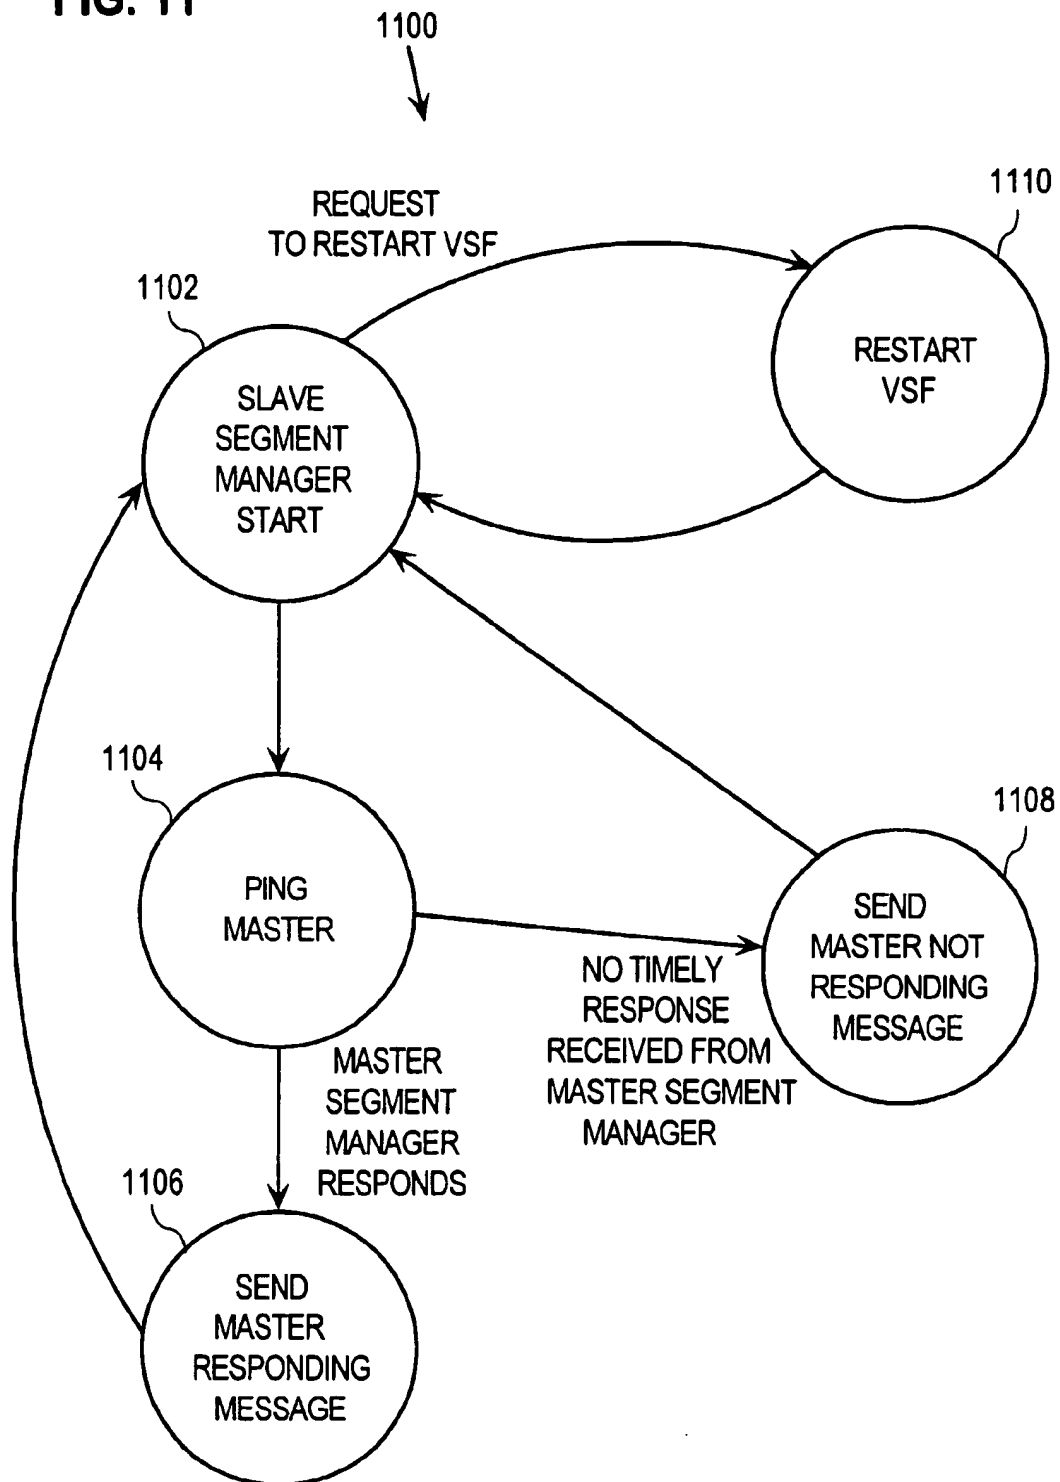 FIG. 11
1100
REQUEST
TO RESTART VSF
1110
RESTART
VSF
1102
SLAVE
SEGMENT
MANAGER
START
1104
PING
MASTER
1108
SEND
MASTER NOT
RESPONDING
MESSAGE
NO TIMELY
RESPONSE
RECEIVED FROM
MASTER SEGMENT
MANAGER
MASTER
SEGMENT
MANAGER
RESPONDS
1106
SEND
MASTER
RESPONDING
MESSAGE